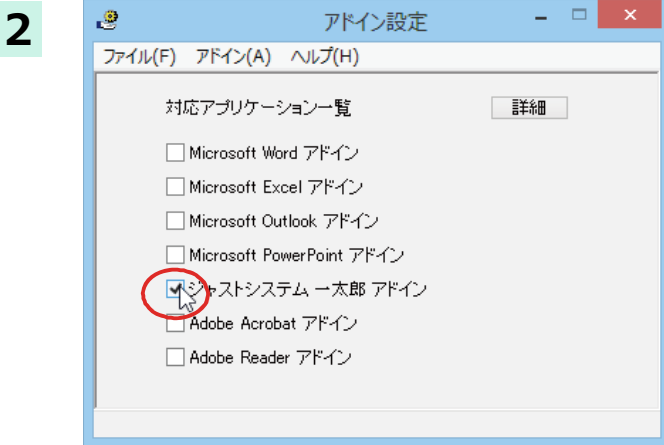 2
アドイン設定
ファイル(F) アドイン(A) ヘルプ(H)
対応アプリケーション一覧 詳細
Microsoft Word アドイン
Microsoft Excel アドイン
Microsoft Outlook アドイン
Microsoft PowerPoint アドイン
ジャストシステム 一太郎 アドイン
Adobe Acrobat アドイン
Adobe Reader アドイン